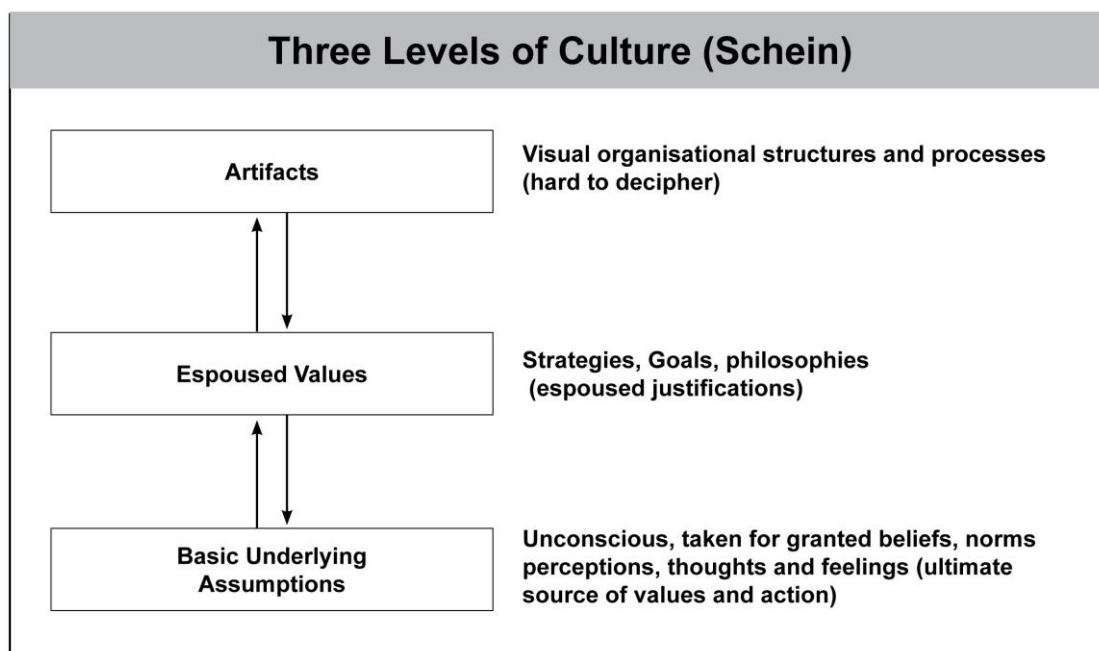 Three Levels of Culture (Schein)
Artifacts
Visual organisational structures and processes
(hard to decipher)
Espoused Values
Strategies, Goals, philosophies
(espoused justifications)
Basic Underlying
Assumptions
Unconscious, taken for granted beliefs, norms
perceptions, thoughts and feelings (ultimate
source of values and action)